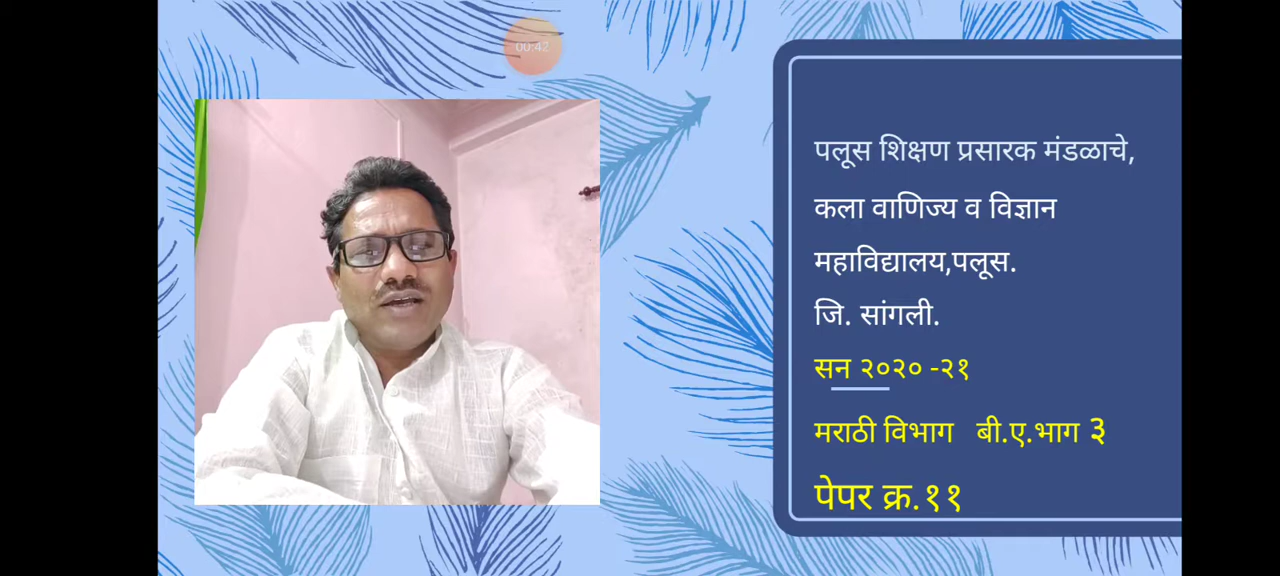 00:42
पलूस शिक्षण प्रसारक मंडळाचे,
कला वाणिज्य व विज्ञान
महाविद्यालय,पलूस.
जि. सांगली.
सन २०२० -२१
मराठी विभाग बी.ए.भाग ३
पेपर क्र.११